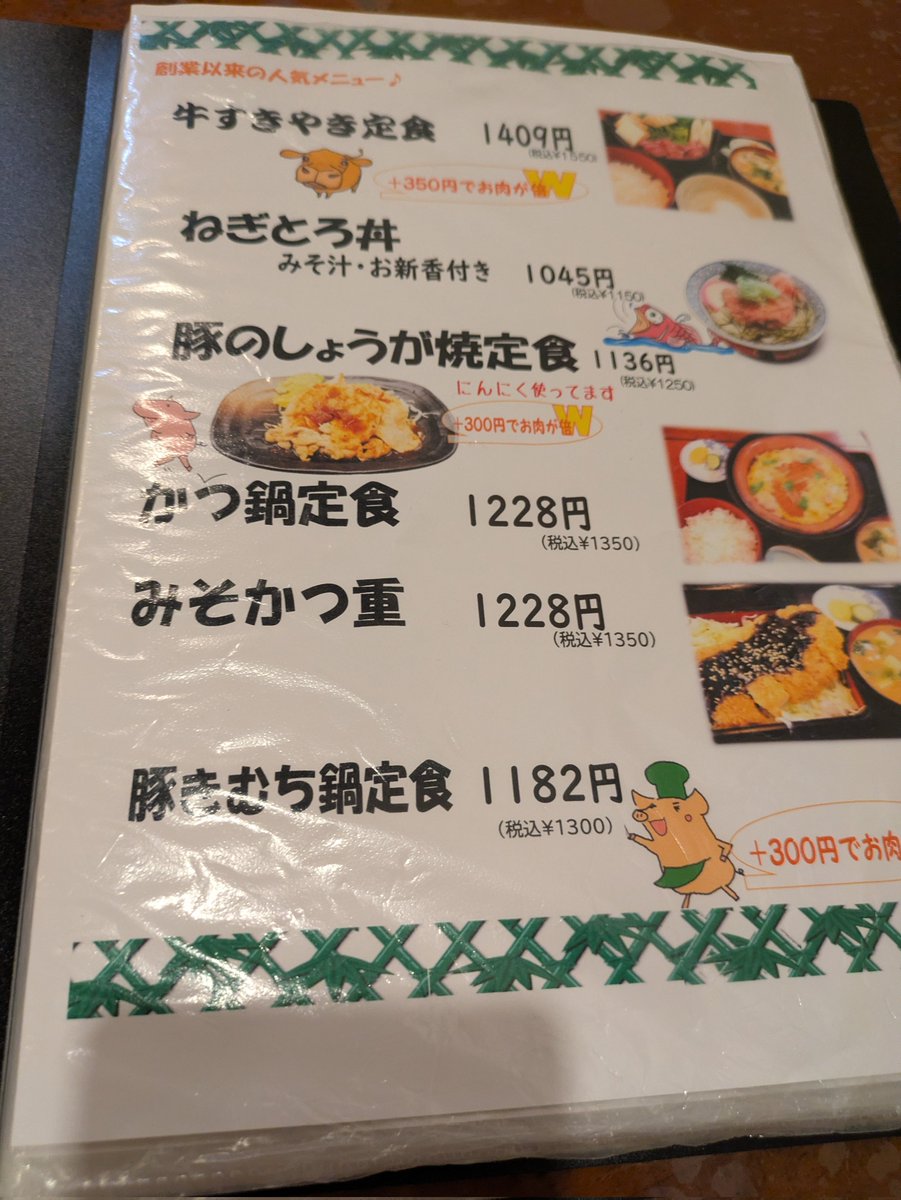 創業以来の人気メニュー♪
牛すきやき定食 1409円
(税込¥1550)
+350円でお肉が倍W
ねぎとろ丼
みそ汁・お新香付き 1045円
(税込¥1150)
豚のしょうが焼定食 1136円
(税込¥1250)
にんにく使ってます
+300円でお肉が倍W
かつ鍋定食 1228円
(税込¥1350)
みそかつ重 1228円
(税込¥1350)
豚きむち鍋定食 1182円
(税込¥1300)
+300円でお肉